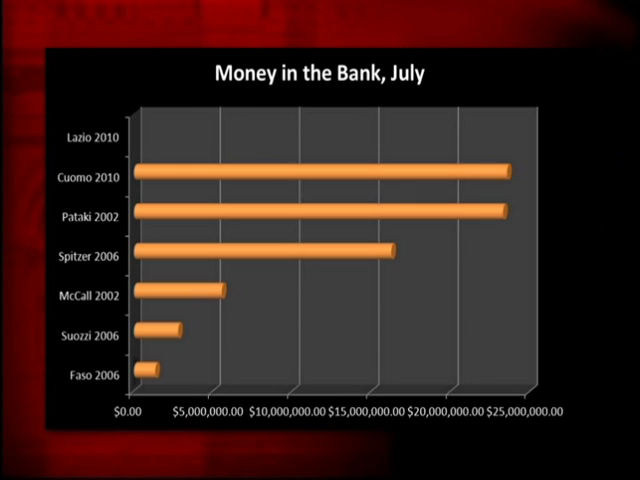 Money in the Bank, July
Lazio 2010
Cuomo 2010
Pataki 2002
Spitzer 2006
McCall 2002
Suozzi 2006
Faso 2006
$0.00 $5,000,000.00 $10,000,000.00 $15,000,000.00 $20,000,000.00 $25,000,000.00